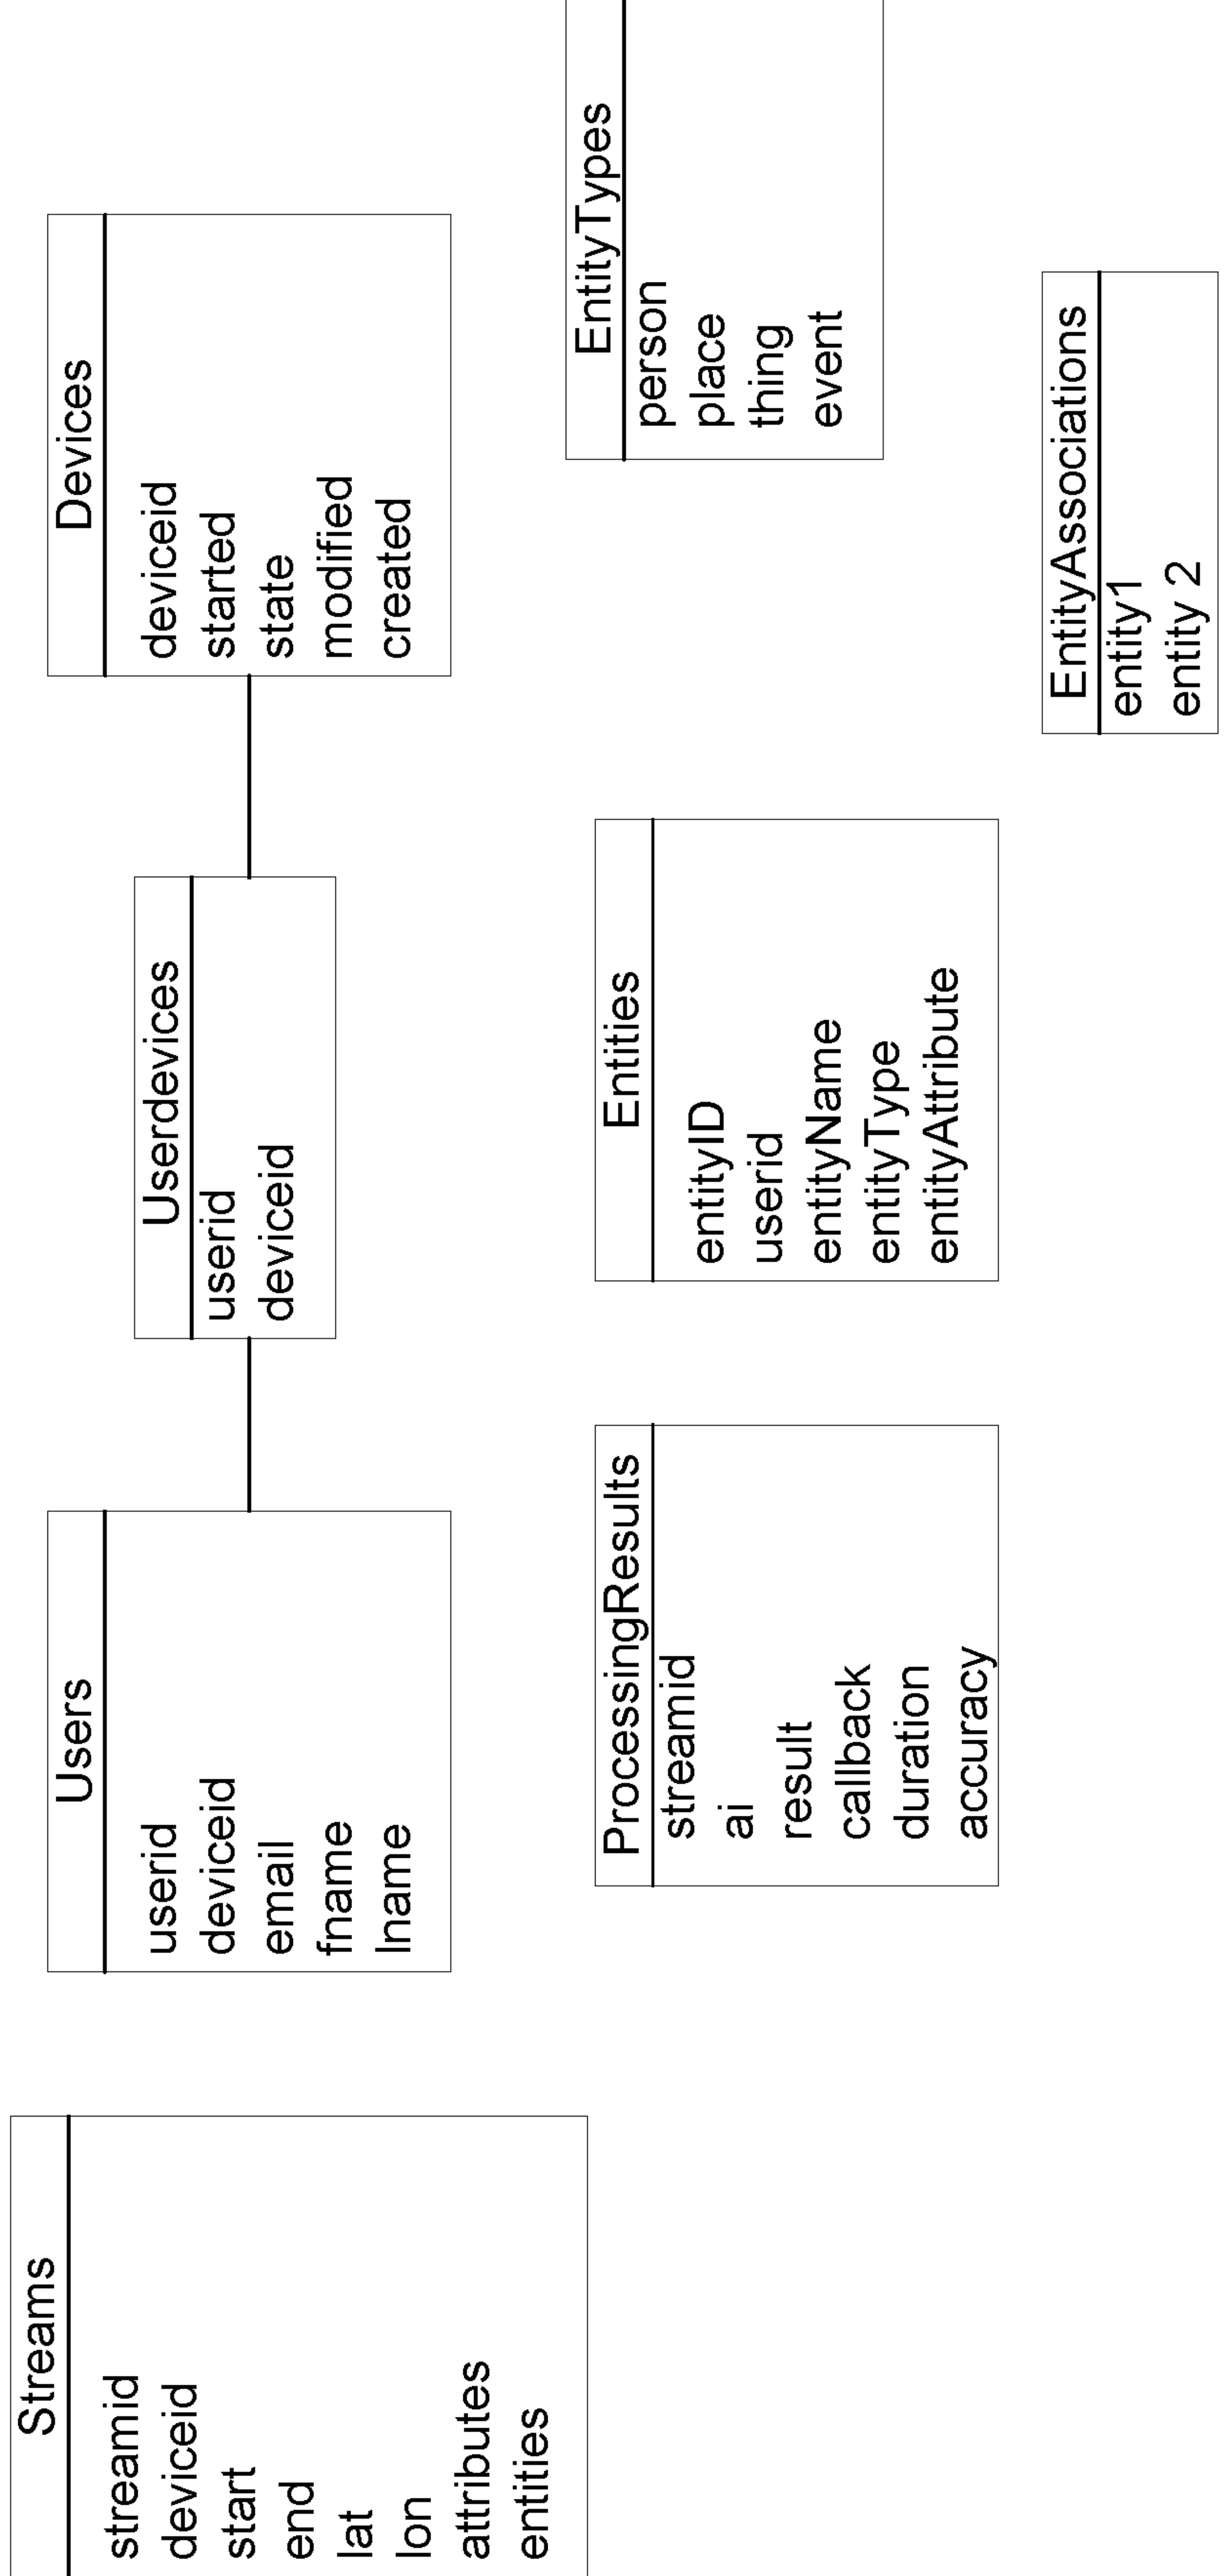 Streams
streamid
deviceid
start
end
lat
lon
attributes
entities
Users
userid
deviceid
email
fname
lname
Userdevices
userid
deviceid
Devices
deviceid
started
state
modified
created
ProcessingResults
streamid
ai
result
callback
duration
accuracy
Entities
entityID
userid
entityName
entityType
entityAttribute
EntityTypes
person
place
thing
event
EntityAssociations
entity1
entity 2